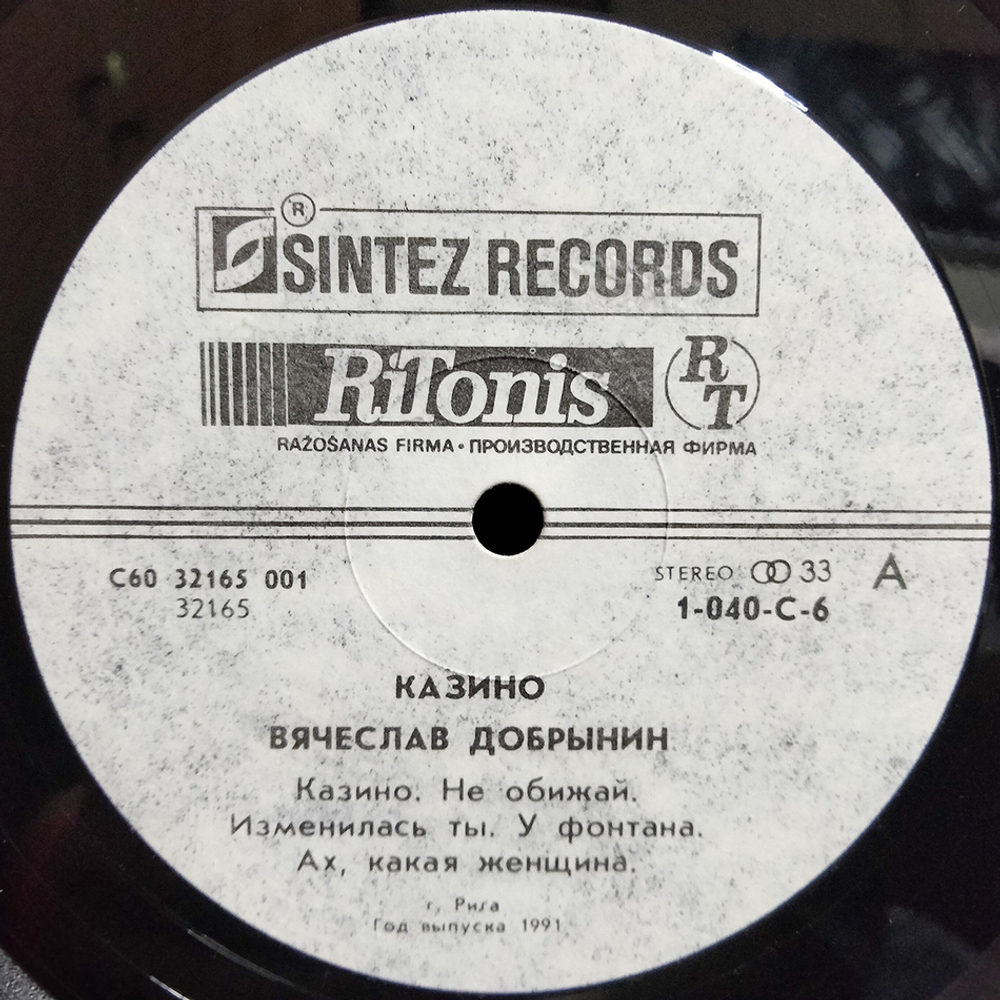 ®
SINTEZ RECORDS
RiTonis RT
RAŽOŠANAS FIRMA • ПРОИЗВОДСТВЕННАЯ ФИРМА
С60 32165 001
32165
STEREO 33 A
1-040-С-6
КАЗИНО
ВЯЧЕСЛАВ ДОБРЫНИН
Казино. Не обижай.
Изменилась ты. У фонтана.
Ах, какая женщина.
г. Рига
Год выпуска 1991